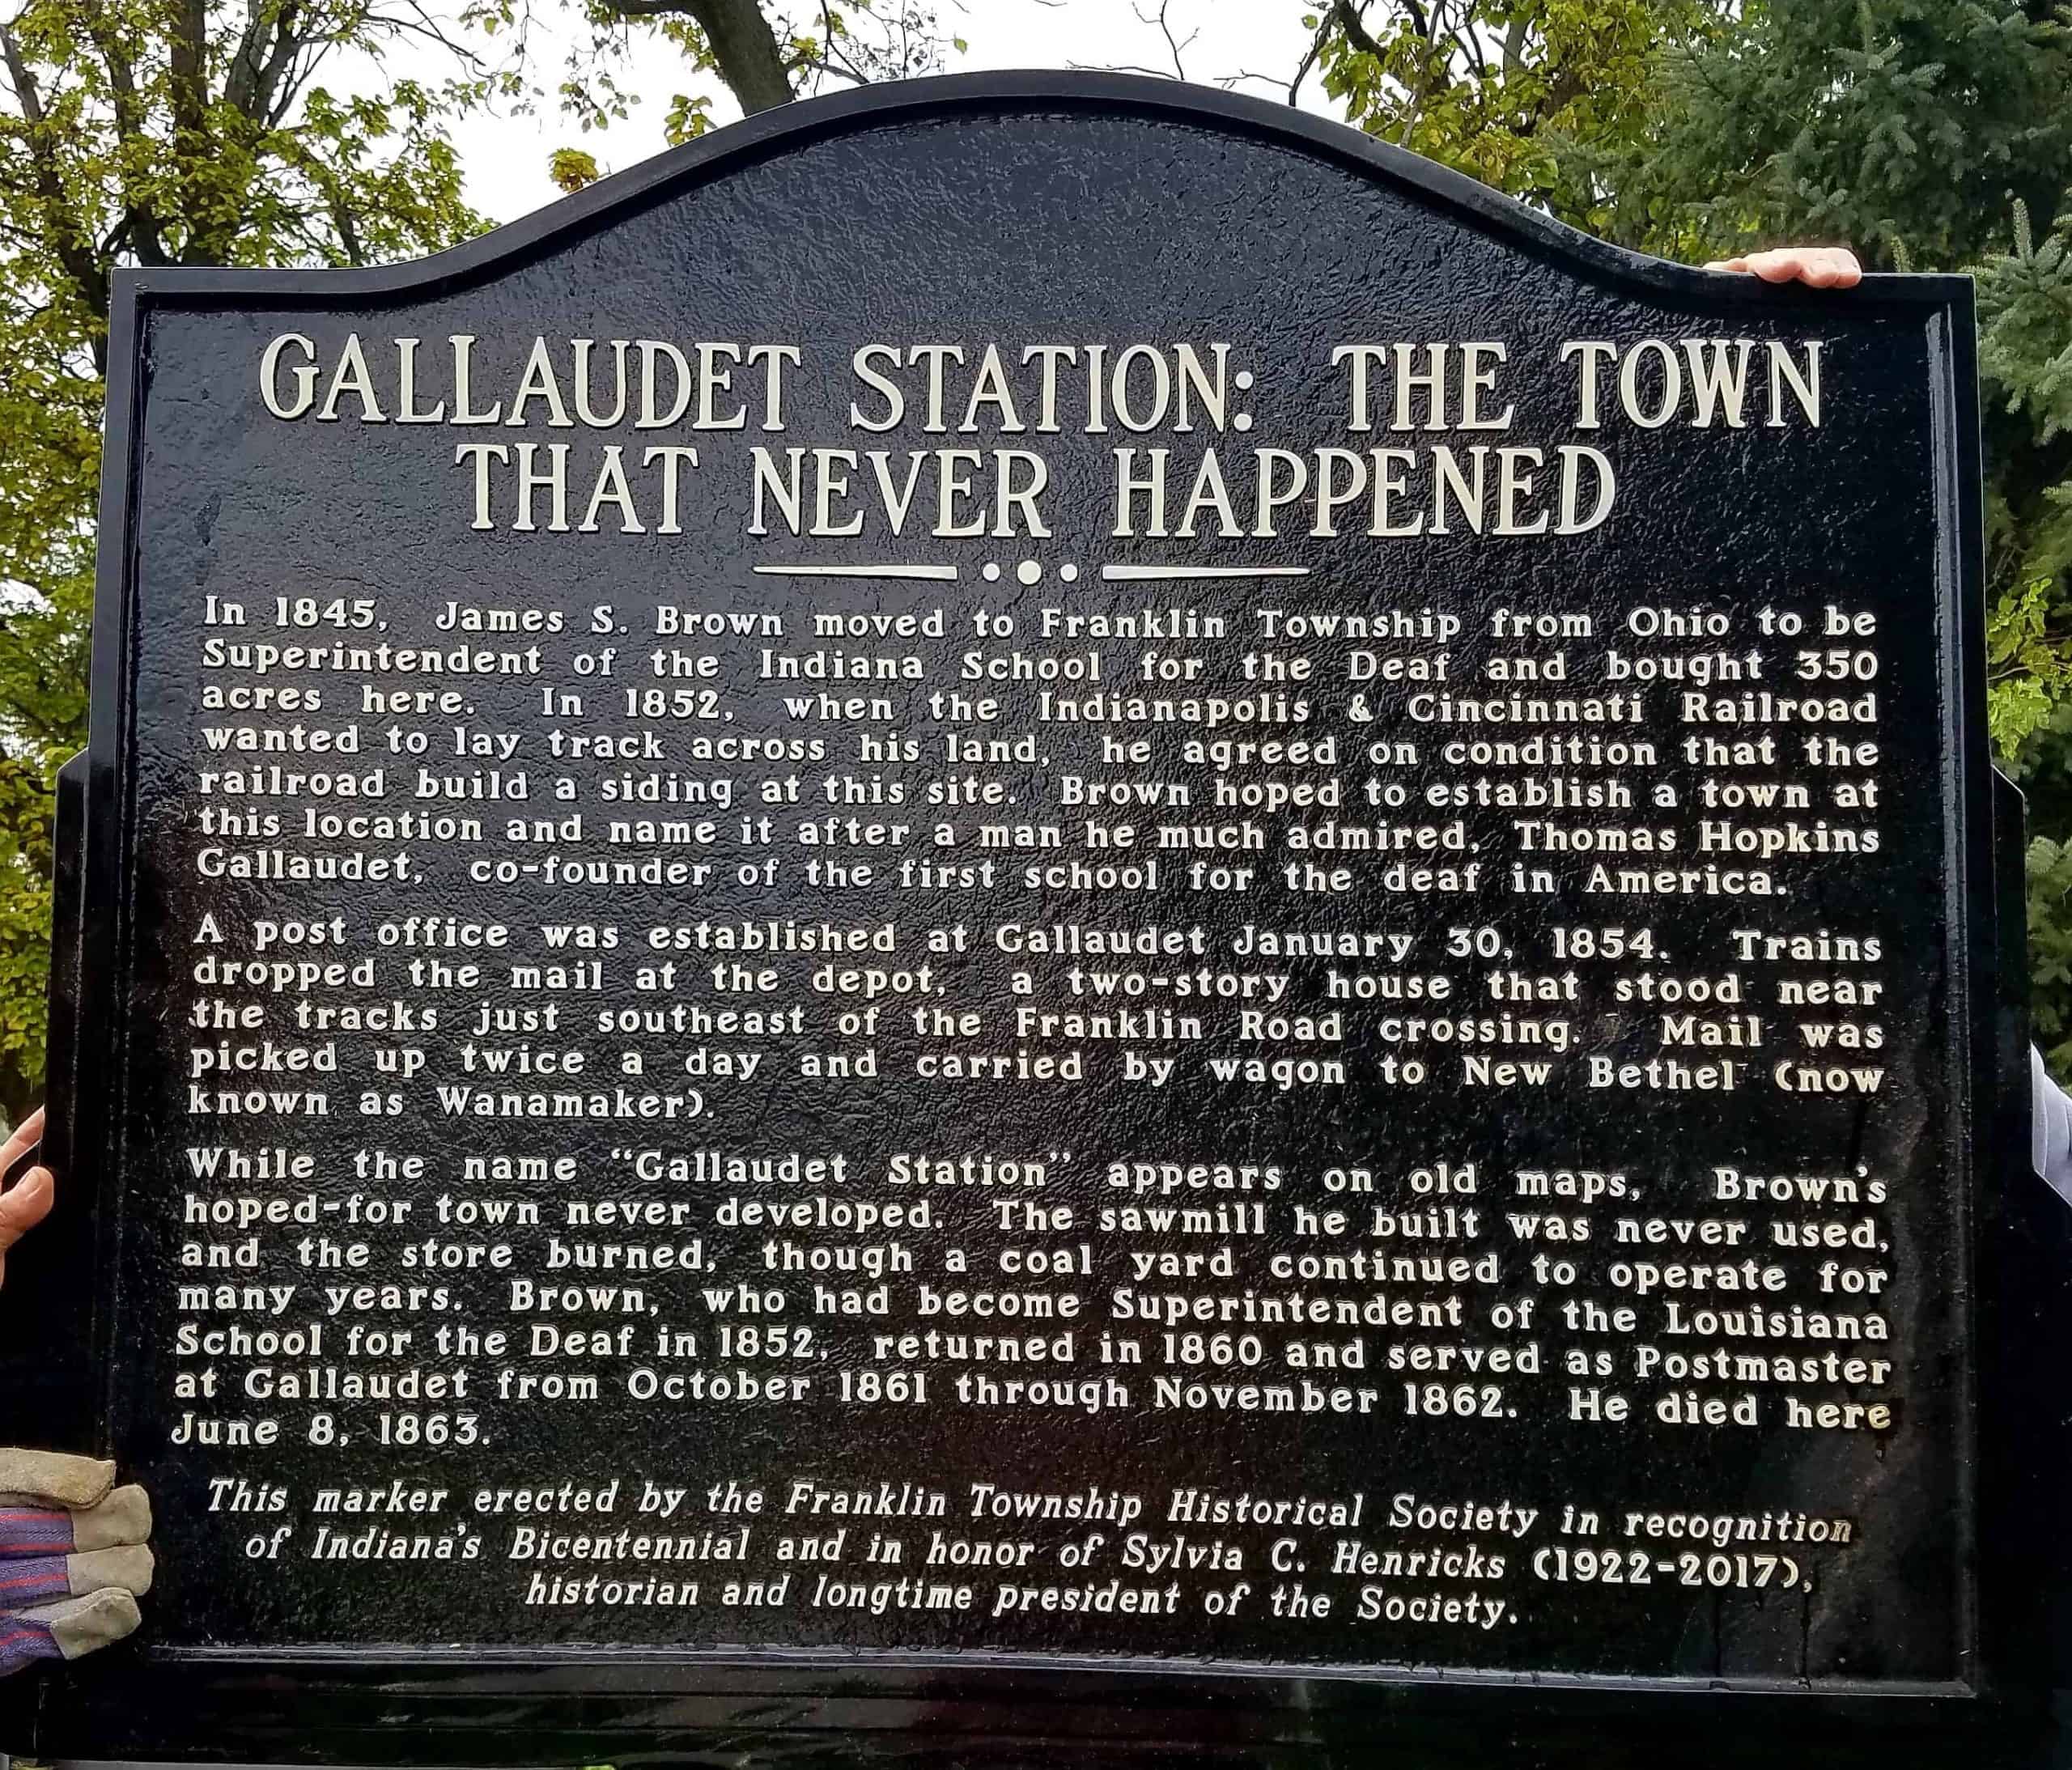 GALLAUDET STATION: THE TOWN
THAT NEVER HAPPENED
In 1845, James S. Brown moved to Franklin Township from Ohio to be
Superintendent of the Indiana School for the Deaf and bought 350
acres here. In 1852, when the Indianapolis & Cincinnati Railroad
wanted to lay track across his land, he agreed on condition that the
railroad build a siding at this site. Brown hoped to establish a town at
this location and name it after a man he much admired, Thomas Hopkins
Gallaudet, co-founder of the first school for the deaf in America.
A post office was established at Gallaudet January 30, 1854. Trains
dropped the mail at the depot, a two-story house that stood near
the tracks just southeast of the Franklin Road crossing. Mail was
picked up twice a day and carried by wagon to New Bethel (now
known as Wanamaker).
While the name “Gallaudet Station” appears on old maps, Brown's
hoped-for town never developed. The sawmill he built was never used,
and the store burned, though a coal yard continued to operate for
many years. Brown, who had become Superintendent of the Louisiana
School for the Deaf in 1852, returned in 1860 and served as Postmaster
at Gallaudet from October 1861 through November 1862. He died here
June 8, 1863.
This marker erected by the Franklin Township Historical Society in recognition
of Indiana's Bicentennial and in honor of Sylvia C. Henricks (1922-2017),
historian and longtime president of the Society.